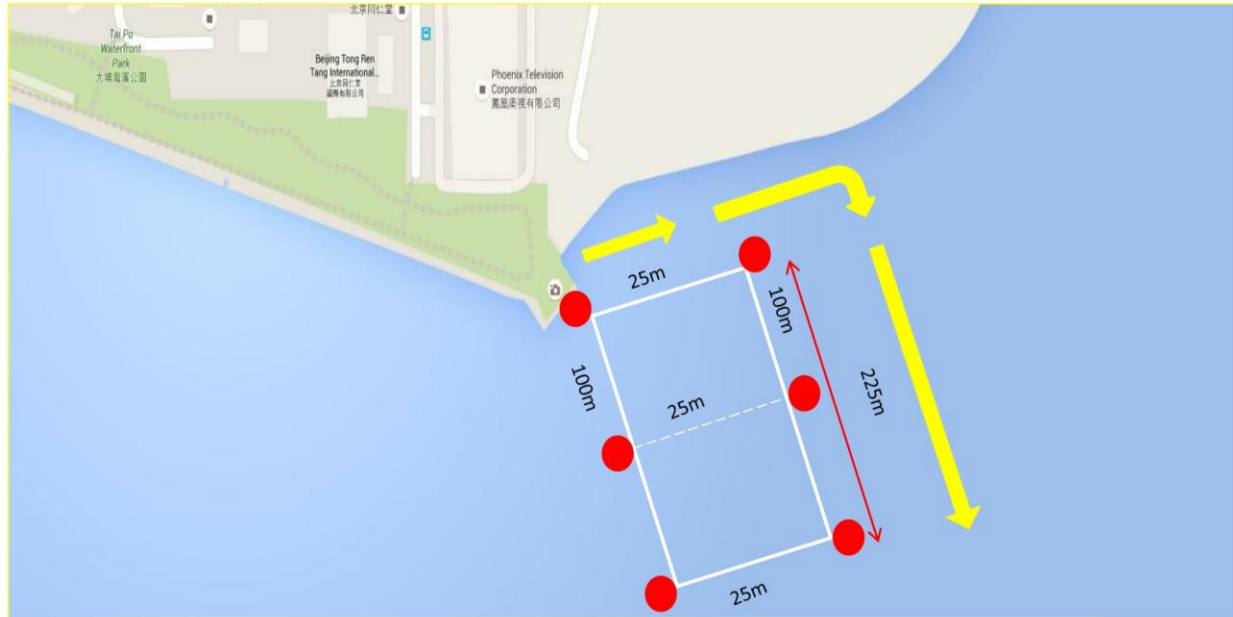 北京同仁堂
Tai Po
Waterfront
Park
大埔海濱公園
Beijing Tong Ren
Tang International...
北京同仁堂
國際有限公司
Phoenix Television
Corporation
鳳凰衛視有限公司
25m
100m
100m
225m
25m
25m